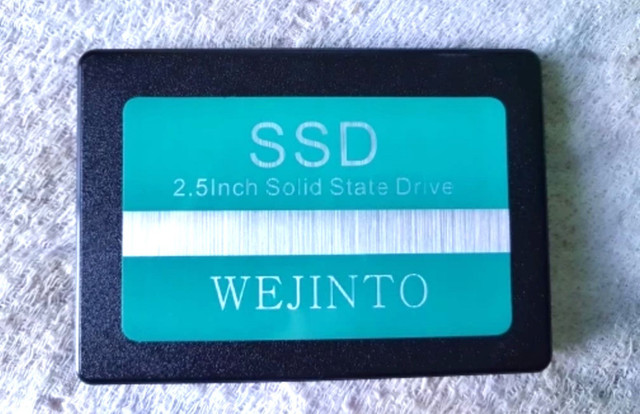 SSD
2.5Inch Solid State Drive
WEJINTO